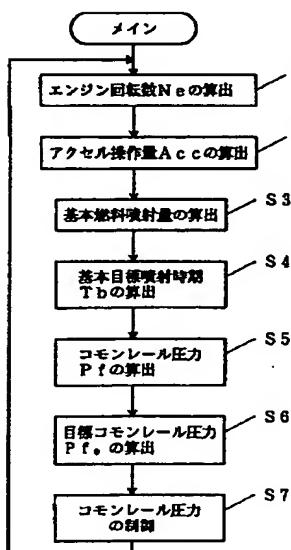 メイン
エンジン回転数Neの算出
アクセル操作量Accの算出
基本燃料噴射量の算出
S3
基本目標噴射時期
Tbの算出
S4
コモンレール圧力
Pfの算出
S5
目標コモンレール圧力
Pf。の算出
S6
コモンレール圧力
の制御
S7